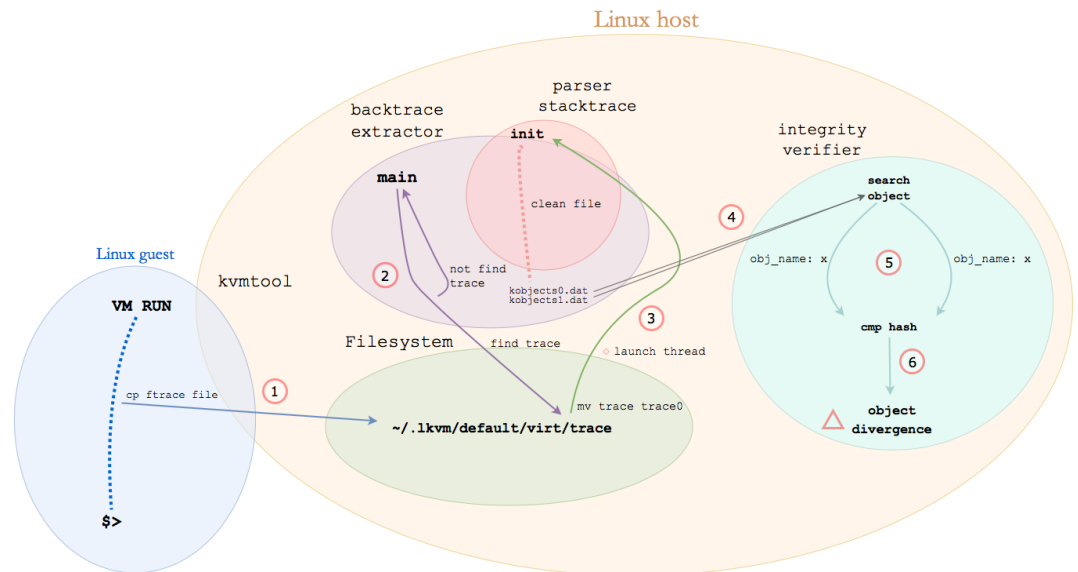 Linux host
parser
stacktrace
backtrace
extractor
init
integrity
verifier
main
search
object
clean file
4
Linux guest
2
not find
trace
obj_name: x
5
obj_name: x
kvmtool
VM RUN
kobjects0.dat
kobjects1.dat
3
cmp hash
Filesystem
find trace
launch thread
6
1
cp ftrace file
mv trace trace0
~/.lkvm/default/virt/trace
object
divergence
$>